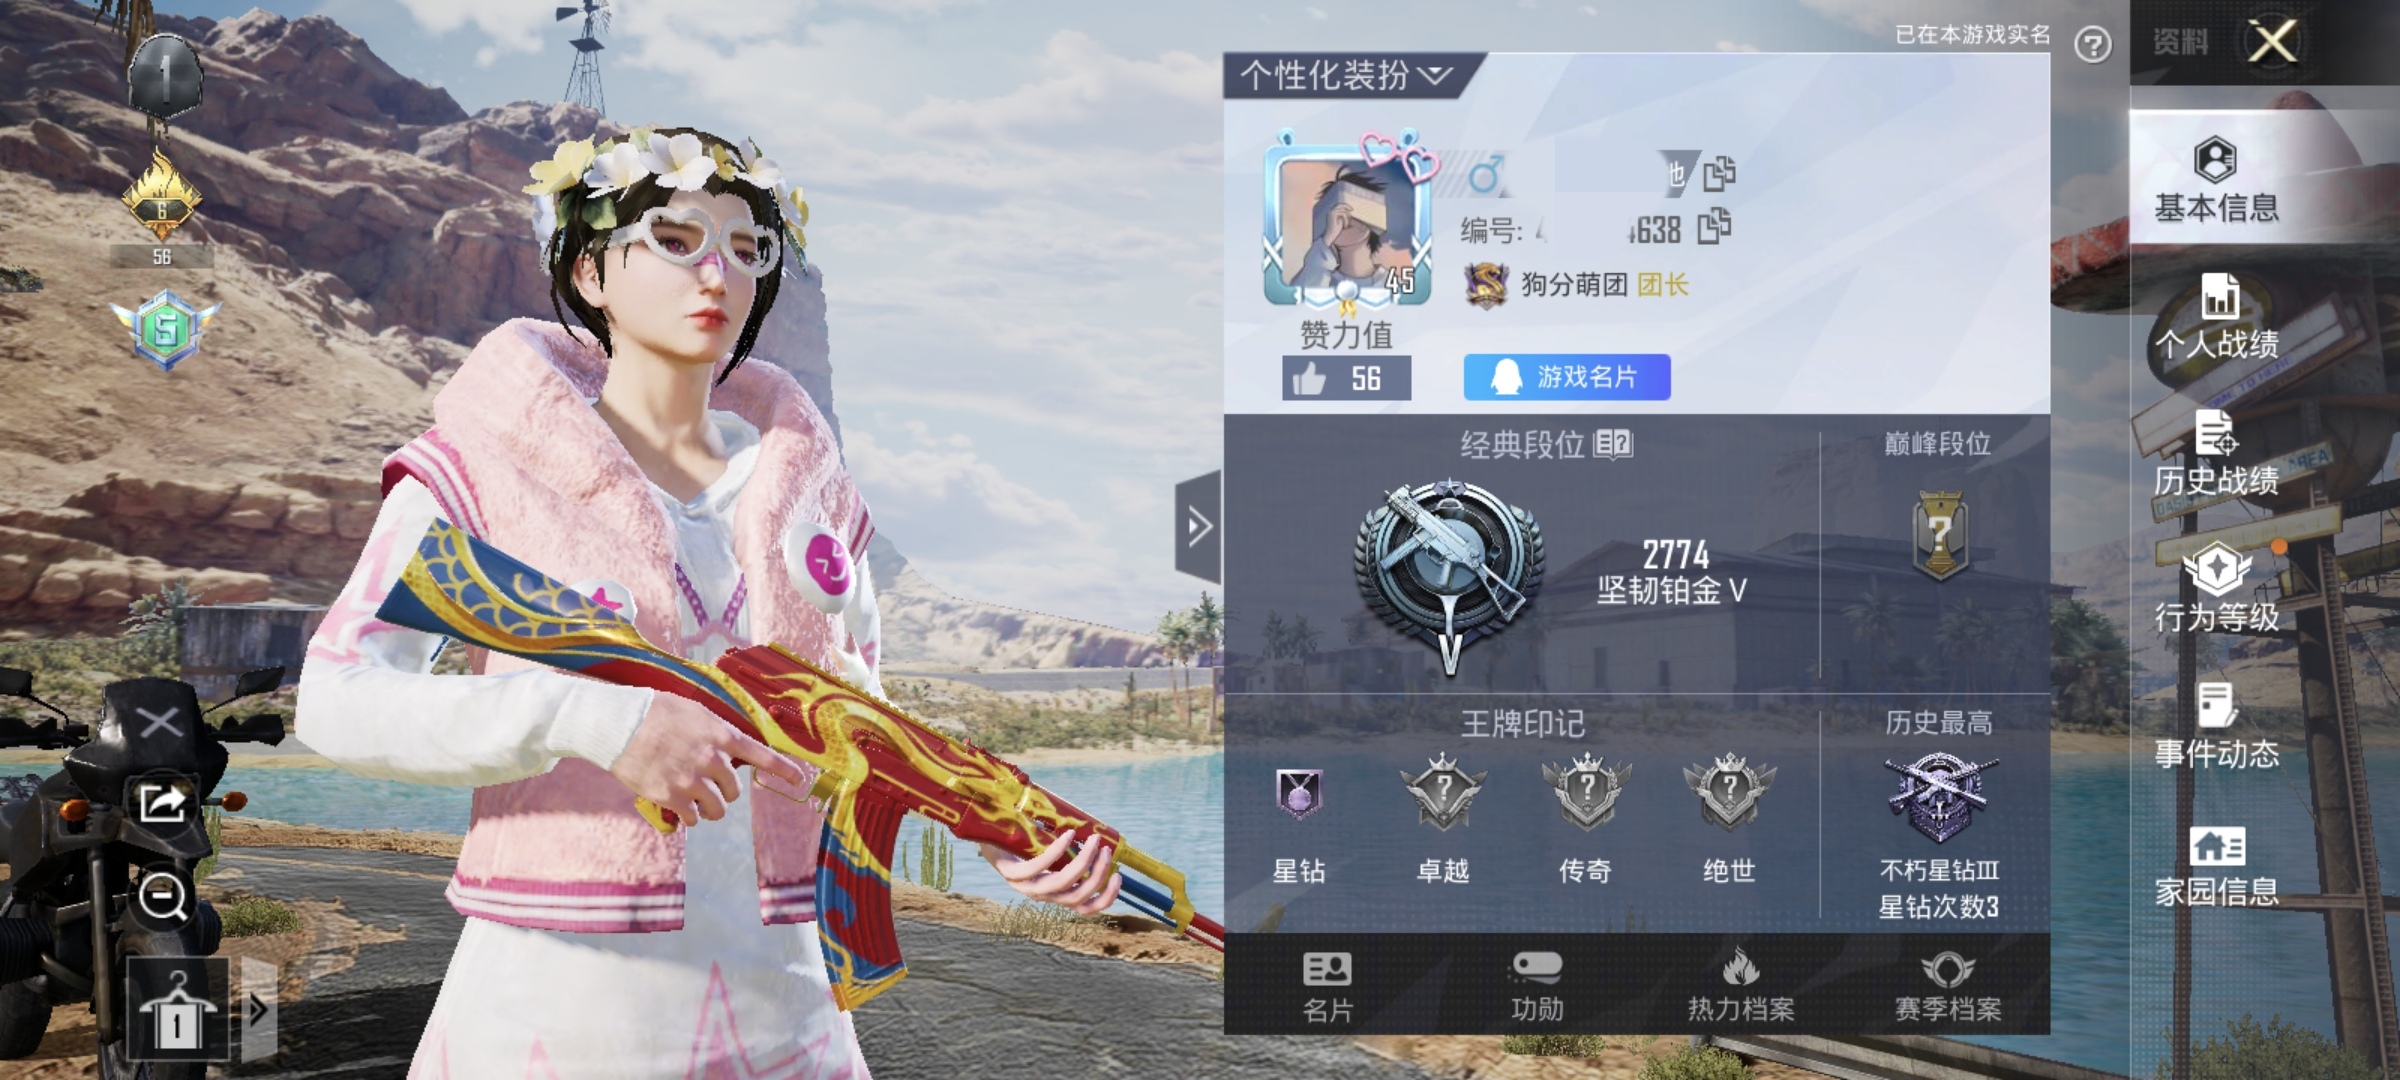 已在本游戏实名
资料
个性化装扮
也
编号:
638
狗分萌团 团长
45
赞力值
56
游戏名片
经典段位
巅峰段位
2774
坚韧铂金 V
V
王牌印记
历史最高
星钻
卓越
传奇
绝世
不朽星钻III
星钻次数3
名片
功勋
热力档案
赛季档案
基本信息
个人战绩
历史战绩
行为等级
事件动态
家园信息
1
6
56
5
1